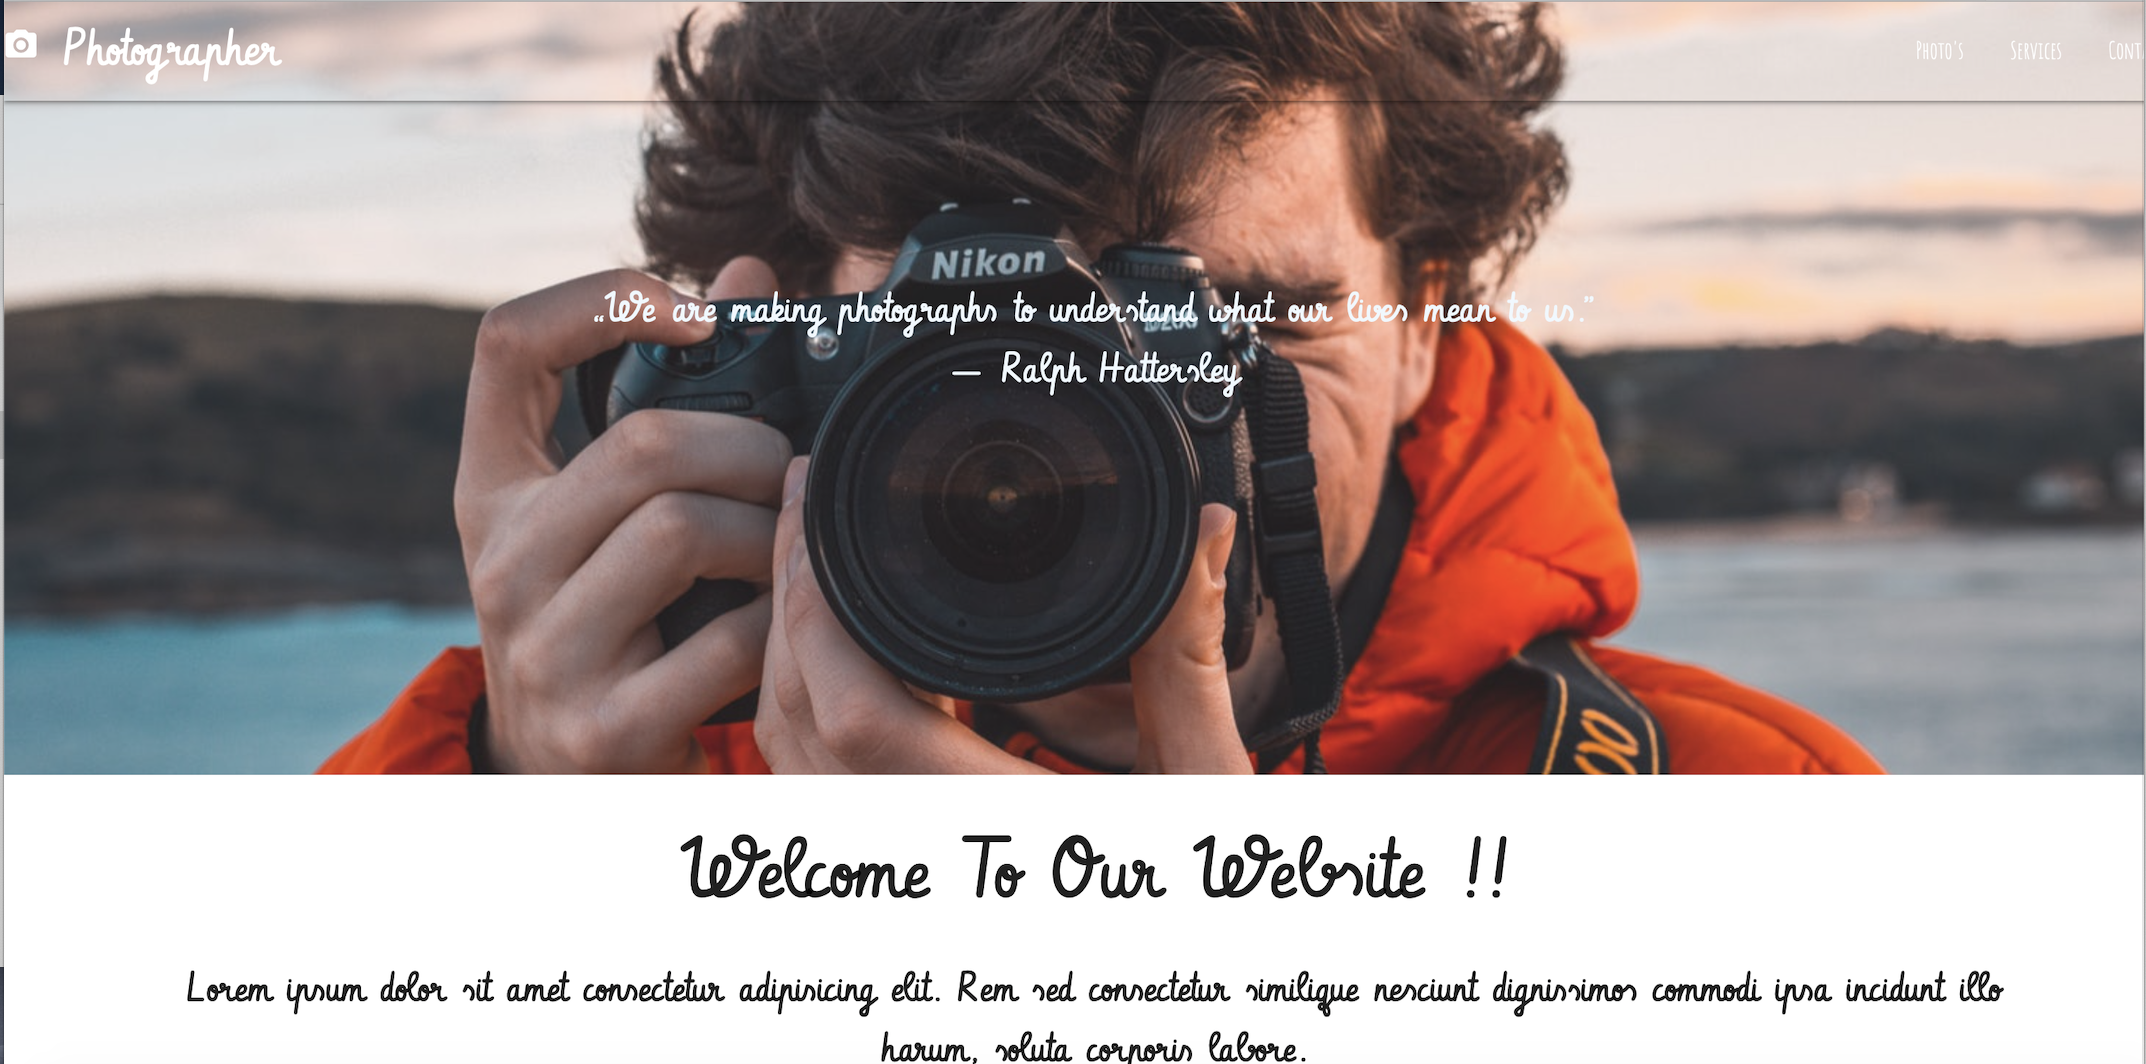 Photographer
PHOTO'S SERVICES
Nikon
„We are making photographs to understand what our lives mean to us.”
— Ralph Hattersley
Welcome To Our Website !!
Lorem ipsum dolor sit amet consectetur adipisicing elit. Rem sed consectetur similique nesciunt dignissimos commodi ipsa incidunt illo
harum, soluta corporis labore.